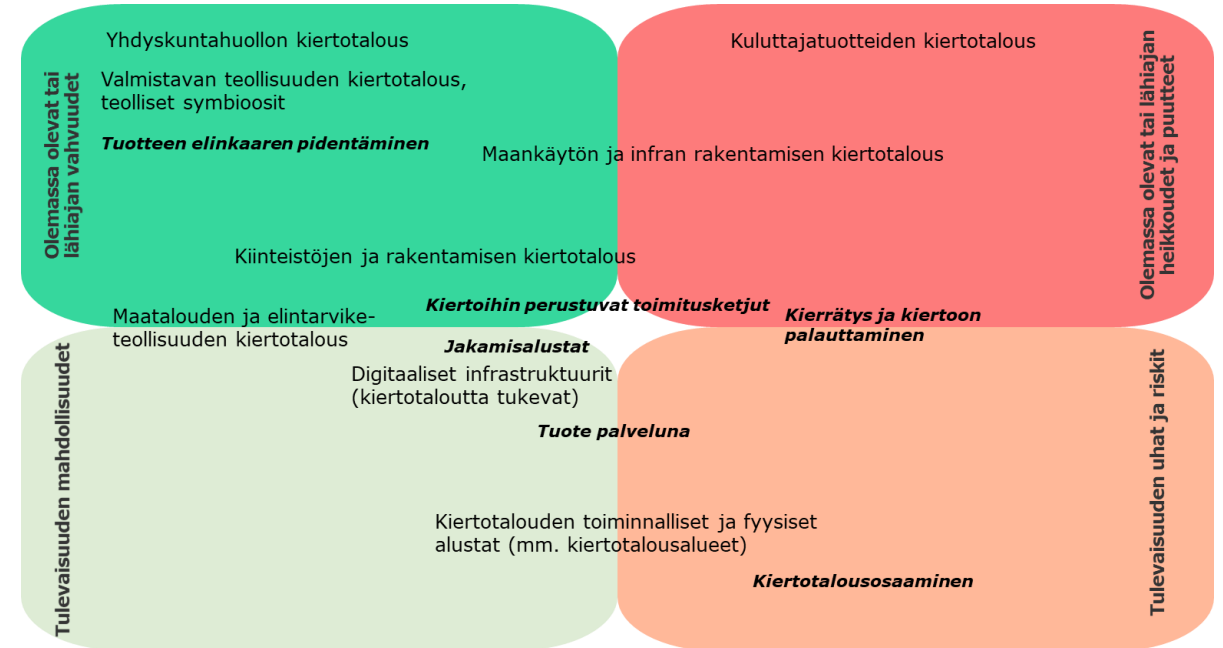 Olemassa olevat tai
lähiajan vahvuudet
Yhdyskuntahuollon kiertotalous
Valmistavan teollisuuden kiertotalous,
teolliset symbioosit
Tuotteen elinkaaren pidentäminen
Kuluttajatuotteiden kiertotalous
Olemassa olevat tai lähiajan
heikkoudet ja puutteet
Maankäytön ja infran rakentamisen kiertotalous
Kiinteistöjen ja rakentamisen kiertotalous
Kiertoihin perustuvat toimitusketjut
Kierrätys ja kiertoon
palauttaminen
Maatalouden ja elintarvike-
teollisuuden kiertotalous
Jakamisalustat
Tulevaisuuden mahdollisuudet
Digitaaliset infrastruktuurit
(kiertotaloutta tukevat)
Tuote palveluna
Tulevaisuuden uhat ja riskit
Kiertotalouden toiminnalliset ja fyysiset
alustat (mm. kiertotalousalueet)
Kiertotalousosaaminen